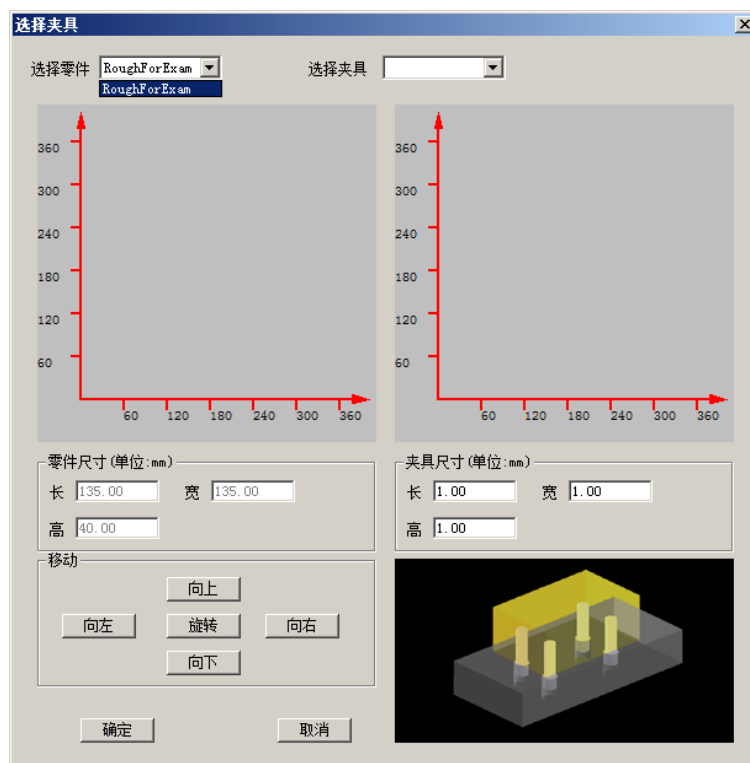 选择夹具
选择零件 RoughForExam 选择夹具
RoughForExam
360 360
300 300
240 240
180 180
120 120
60 60
60 120 180 240 300 360 60 120 180 240 300 360
零件尺寸(单位:mm) 夹具尺寸(单位:mm)
长 135.00 宽 135.00 长 1.00 宽 1.00
高 40.00 高 1.00
移动
向上
向左 旋转 向右
向下
确定 取消